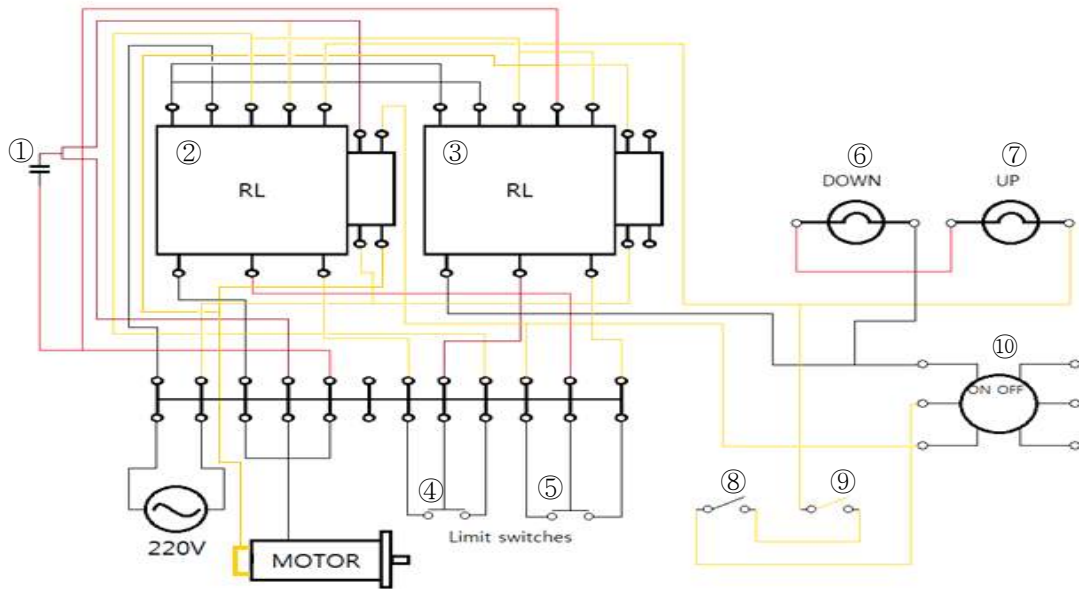 ①
②
③
RL
RL
⑥
⑦
DOWN
UP
⑩
ON OFF
④
⑤
⑧
⑨
Limit switches
220V
MOTOR